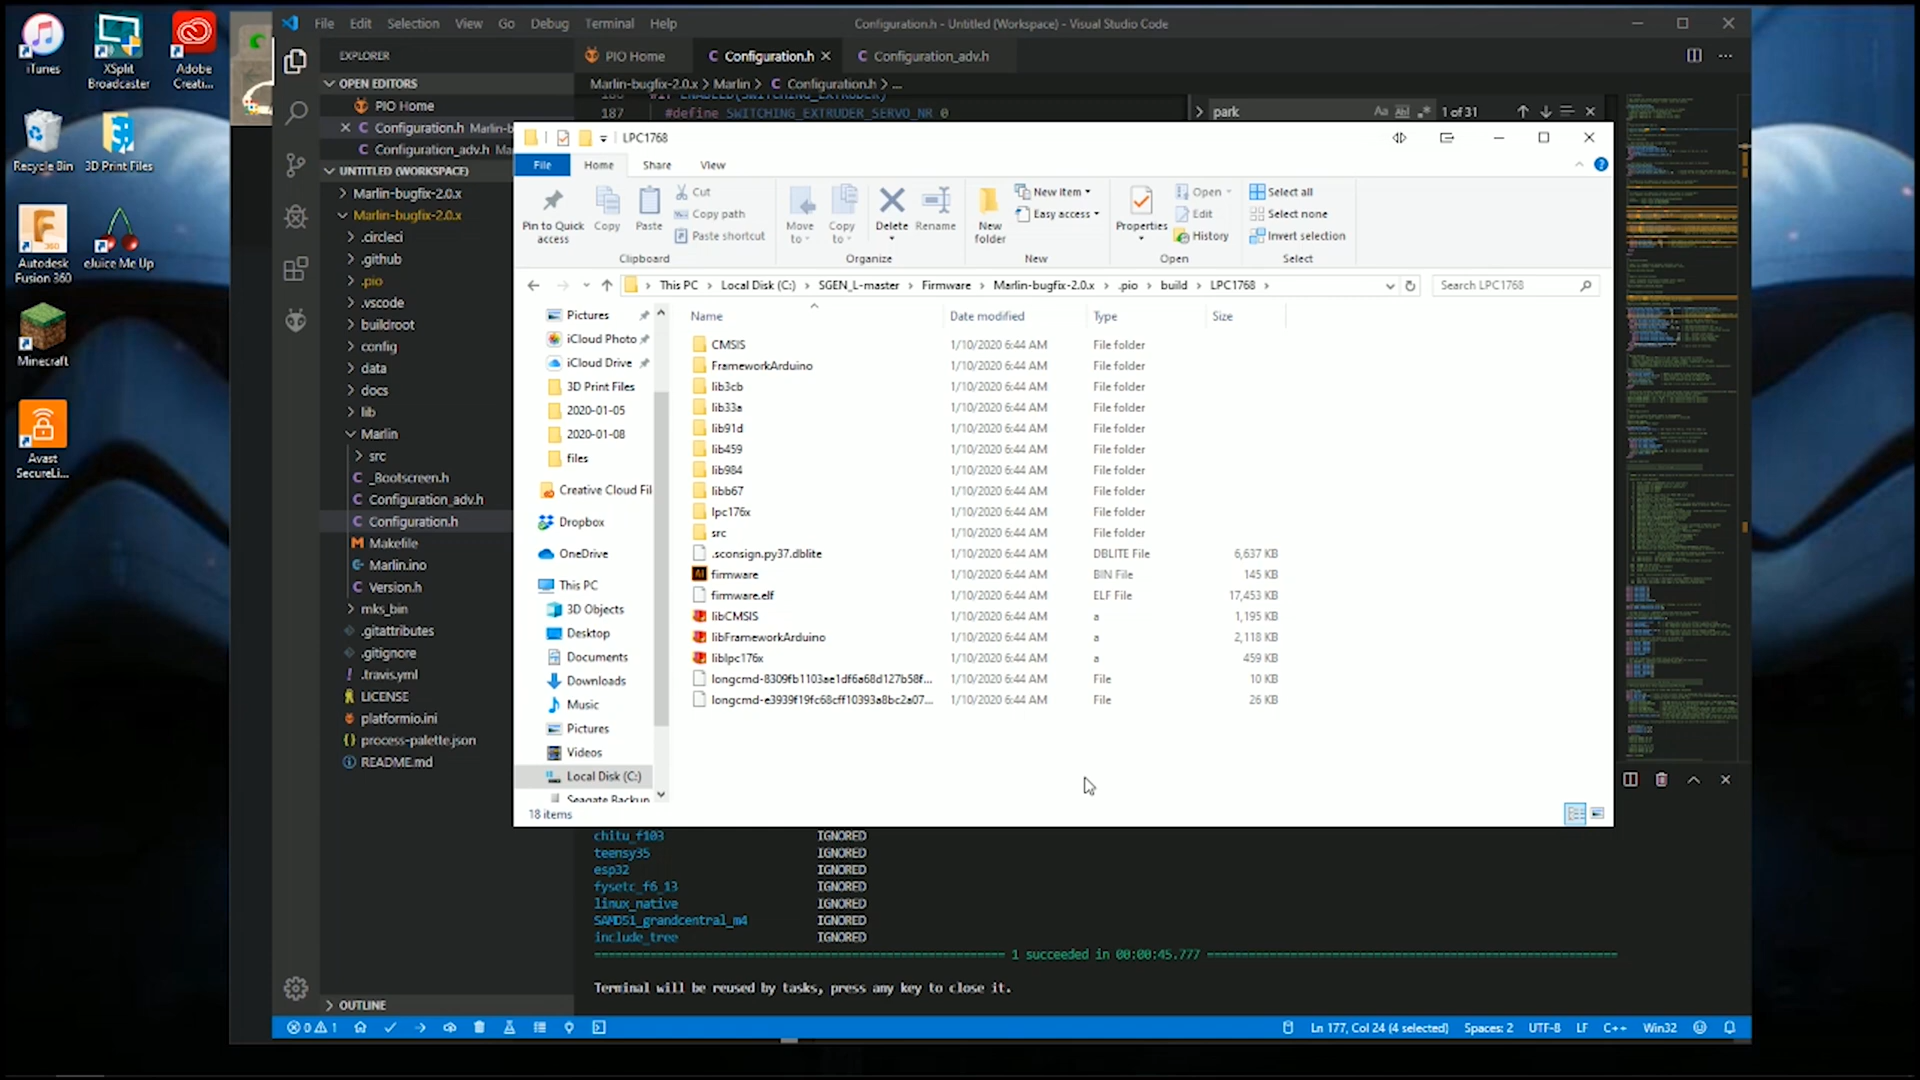 iTunes
XSplit
Broadcaster
Adobe
Creati...
Recycle Bin
3D Print Files
Autodesk
Fusion 360
eJuice Me Up
Minecraft
Avast
SecureLi...
File Edit Selection View Go Debug Terminal Help
Configuration.h - Untitled (Workspace) - Visual Studio Code
EXPLORER
PIO Home
Configuration.h
Configuration_adv.h
Marlin-bugfix-2.0.x > Marlin > Configuration.h > ...
187 #define SWITCHING_EXTRUDER_SERVO_NR 0
park
1 of 31
OPEN EDITORS
PIO Home
Configuration.h Marlin-b
Configuration_adv.h Ma
UNTITLED (WORKSPACE)
Marlin-bugfix-2.0.x
Marlin-bugfix-2.0.x
.circleci
.github
.pio
.vscode
buildroot
config
data
docs
lib
Marlin
src
_Bootscreen.h
Configuration_adv.h
Configuration.h
Makefile
Marlin.ino
Version.h
mks_bin
.gitattributes
.gitignore
.travis.yml
LICENSE
platformio.ini
process-palette.json
README.md
OUTLINE
LPC1768
File Home Share View
Pin to Quick
access
Copy
Paste
Cut
Copy path
Paste shortcut
Clipboard
Move
to
Copy
to
Delete
Rename
Organize
New
folder
New item
Easy access
New
Properties
Open
Edit
History
Open
Select all
Select none
Invert selection
Select
This PC > Local Disk (C:) > SGEN_L-master > Firmware > Marlin-bugfix-2.0.x > .pio > build > LPC1768 >
Search LPC1768
Pictures
iCloud Photo
iCloud Drive
3D Print Files
2020-01-05
2020-01-08
files
Creative Cloud Fil
Dropbox
OneDrive
This PC
3D Objects
Desktop
Documents
Downloads
Music
Pictures
Videos
Local Disk (C:)
Seagate Backup
Name Date modified Type Size
CMSIS 1/10/2020 6:44 AM File folder
FrameworkArduino 1/10/2020 6:44 AM File folder
lib3cb 1/10/2020 6:44 AM File folder
lib33a 1/10/2020 6:44 AM File folder
lib91d 1/10/2020 6:44 AM File folder
lib459 1/10/2020 6:44 AM File folder
lib984 1/10/2020 6:44 AM File folder
libb67 1/10/2020 6:44 AM File folder
lpc176x 1/10/2020 6:44 AM File folder
src 1/10/2020 6:44 AM File folder
.sconsign.py37.dblite 1/10/2020 6:44 AM DBLITE File 6,637 KB
firmware 1/10/2020 6:44 AM BIN File 145 KB
firmware.elf 1/10/2020 6:44 AM ELF File 17,453 KB
libCMSIS 1/10/2020 6:44 AM a 1,195 KB
libFrameworkArduino 1/10/2020 6:44 AM a 2,118 KB
liblpc176x 1/10/2020 6:44 AM a 459 KB
longcmd-8309fb1103ae1df6a68d127b58f... 1/10/2020 6:44 AM File 10 KB
longcmd-e3939f19fc68cff10393a8bc2a07... 1/10/2020 6:44 AM File 26 KB
18 items
chitu_f103 IGNORED
teensy35 IGNORED
esp32 IGNORED
fysetc_f6_13 IGNORED
linux_native IGNORED
SAMD51_grandcentral_m4 IGNORED
include_tree IGNORED
1 succeeded in 00:00:45.777
Terminal will be reused by tasks, press any key to close it.
0 1
Ln 177, Col 24 (4 selected) Spaces: 2 UTF-8 LF C++ Win32